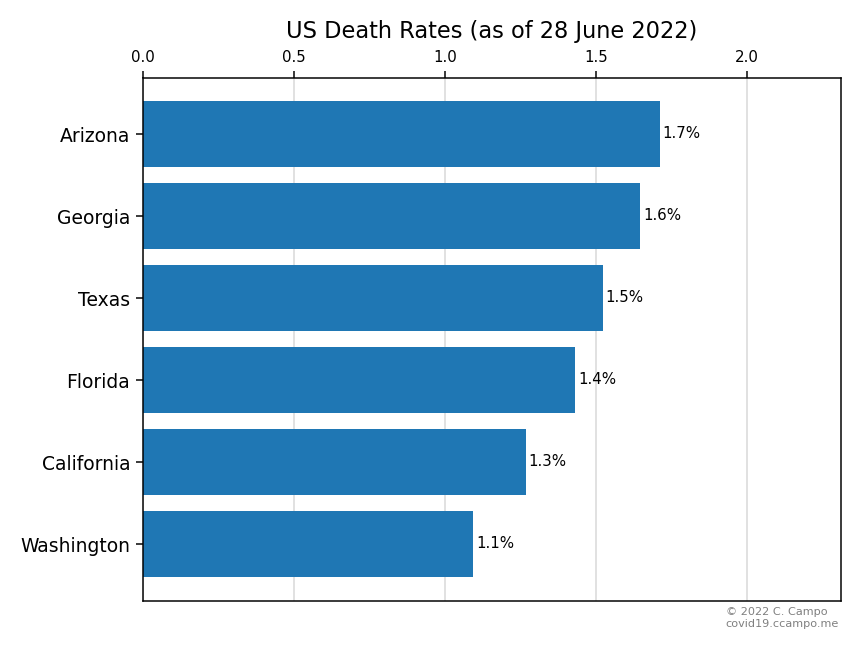 US Death Rates (as of 28 June 2022)
0.0 0.5 1.0 1.5 2.0
Arizona 1.7%
Georgia 1.6%
Texas 1.5%
Florida 1.4%
California 1.3%
Washington 1.1%
© 2022 C. Campo
covid19.ccampo.me